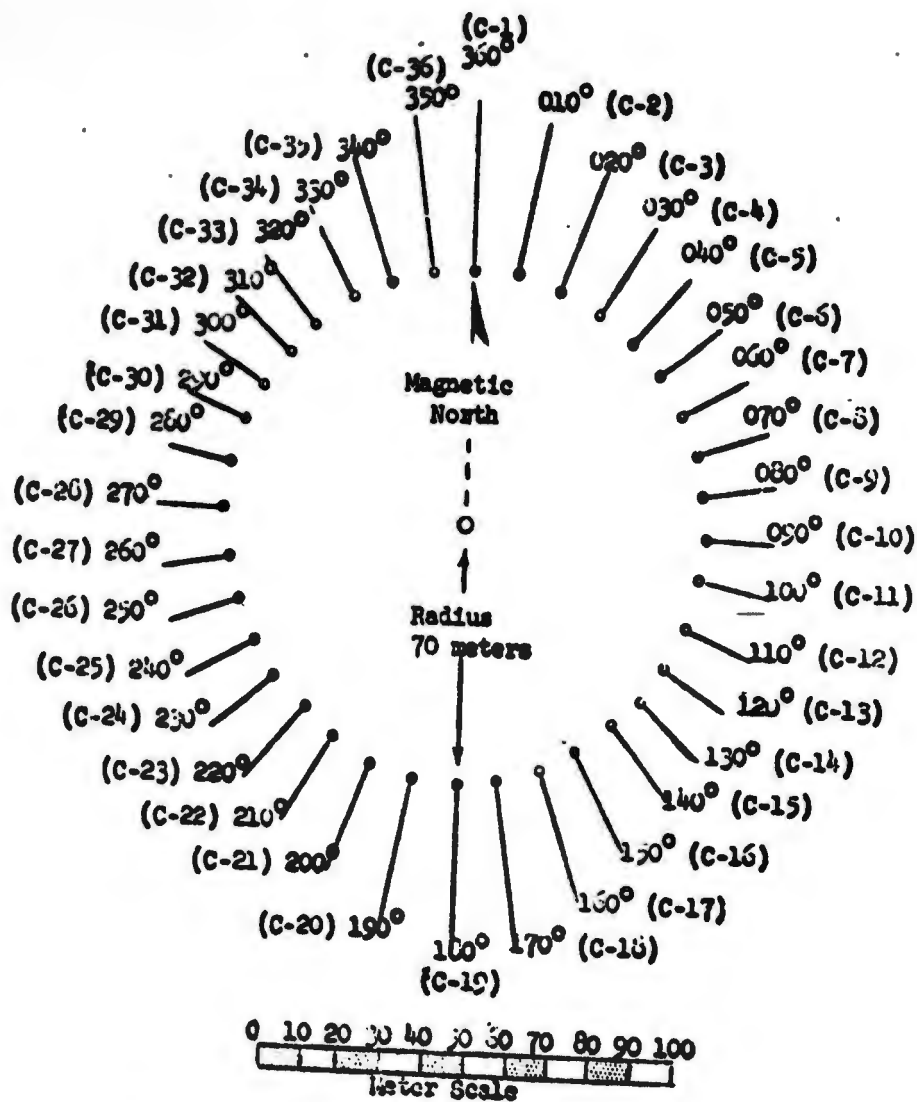 (C-1)
360°
(C-36)
350°
010° (C-2)
(C-35) 340°
020° (C-3)
(C-34) 330°
030° (C-4)
(C-33) 320°
040° (C-5)
(C-32) 310°
050° (C-6)
(C-31) 300°
060° (C-7)
(C-30) 290°
(C-29) 280°
070° (C-8)
080° (C-9)
(C-28) 270°
090° (C-10)
(C-27) 260°
100° (C-11)
(C-26) 250°
110° (C-12)
(C-25) 240°
120° (C-13)
(C-24) 230°
130° (C-14)
(C-23) 220°
140° (C-15)
(C-22) 210°
150° (C-16)
(C-21) 200°
160° (C-17)
(C-20) 190°
170° (C-18)
180°
(C-19)
Magnetic
North
Radius
70 meters
0 10 20 30 40 50 60 70 80 90 100
Meter Scale